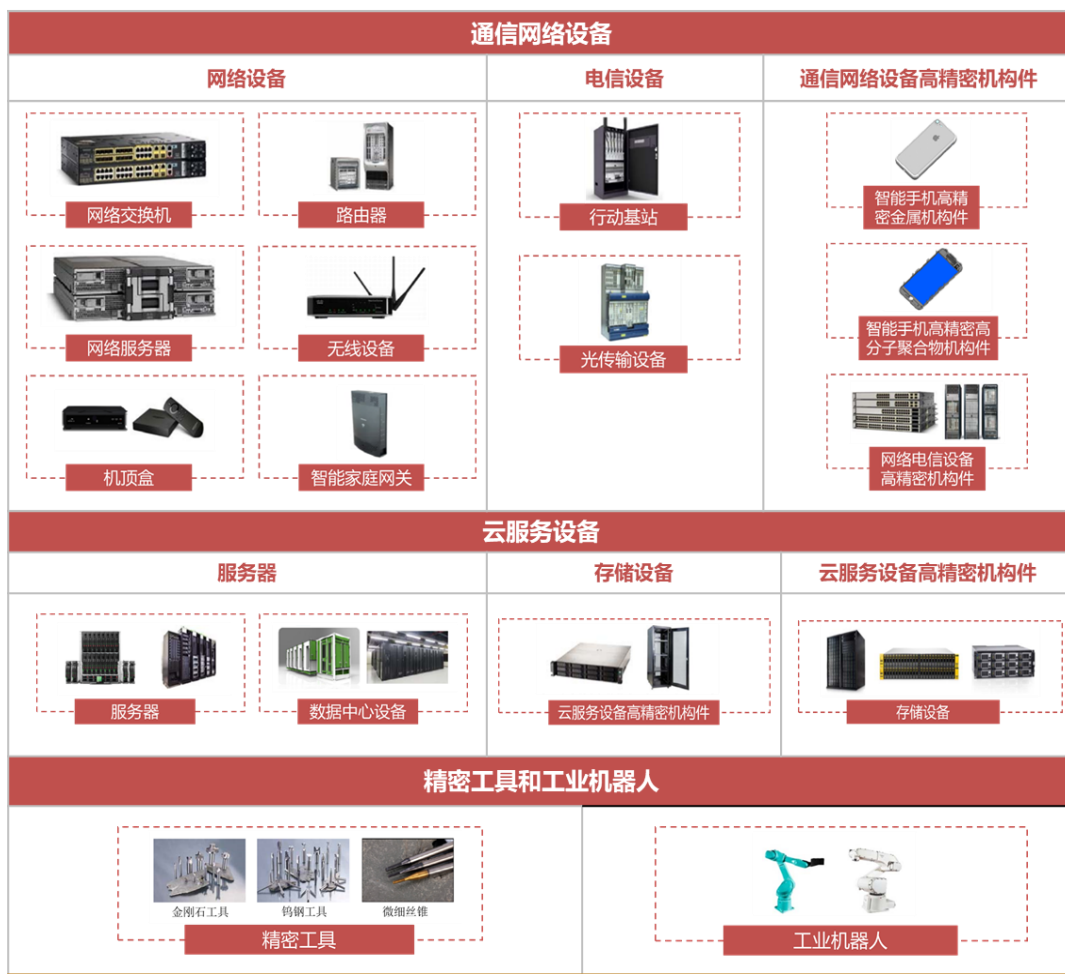 通信网络设备
网络设备
电信设备
通信网络设备高精密机构件
网络交换机
路由器
行动基站
智能手机高精
密金属机构件
网络服务器
无线设备
光传输设备
智能手机高精密高
分子聚合物机构件
机顶盒
智能家庭网关
网络电信设备
高精密机构件
云服务设备
服务器
存储设备
云服务设备高精密机构件
服务器
数据中心设备
云服务设备高精密机构件
存储设备
精密工具和工业机器人
金刚石工具
钨钢工具
微细丝锥
精密工具
工业机器人